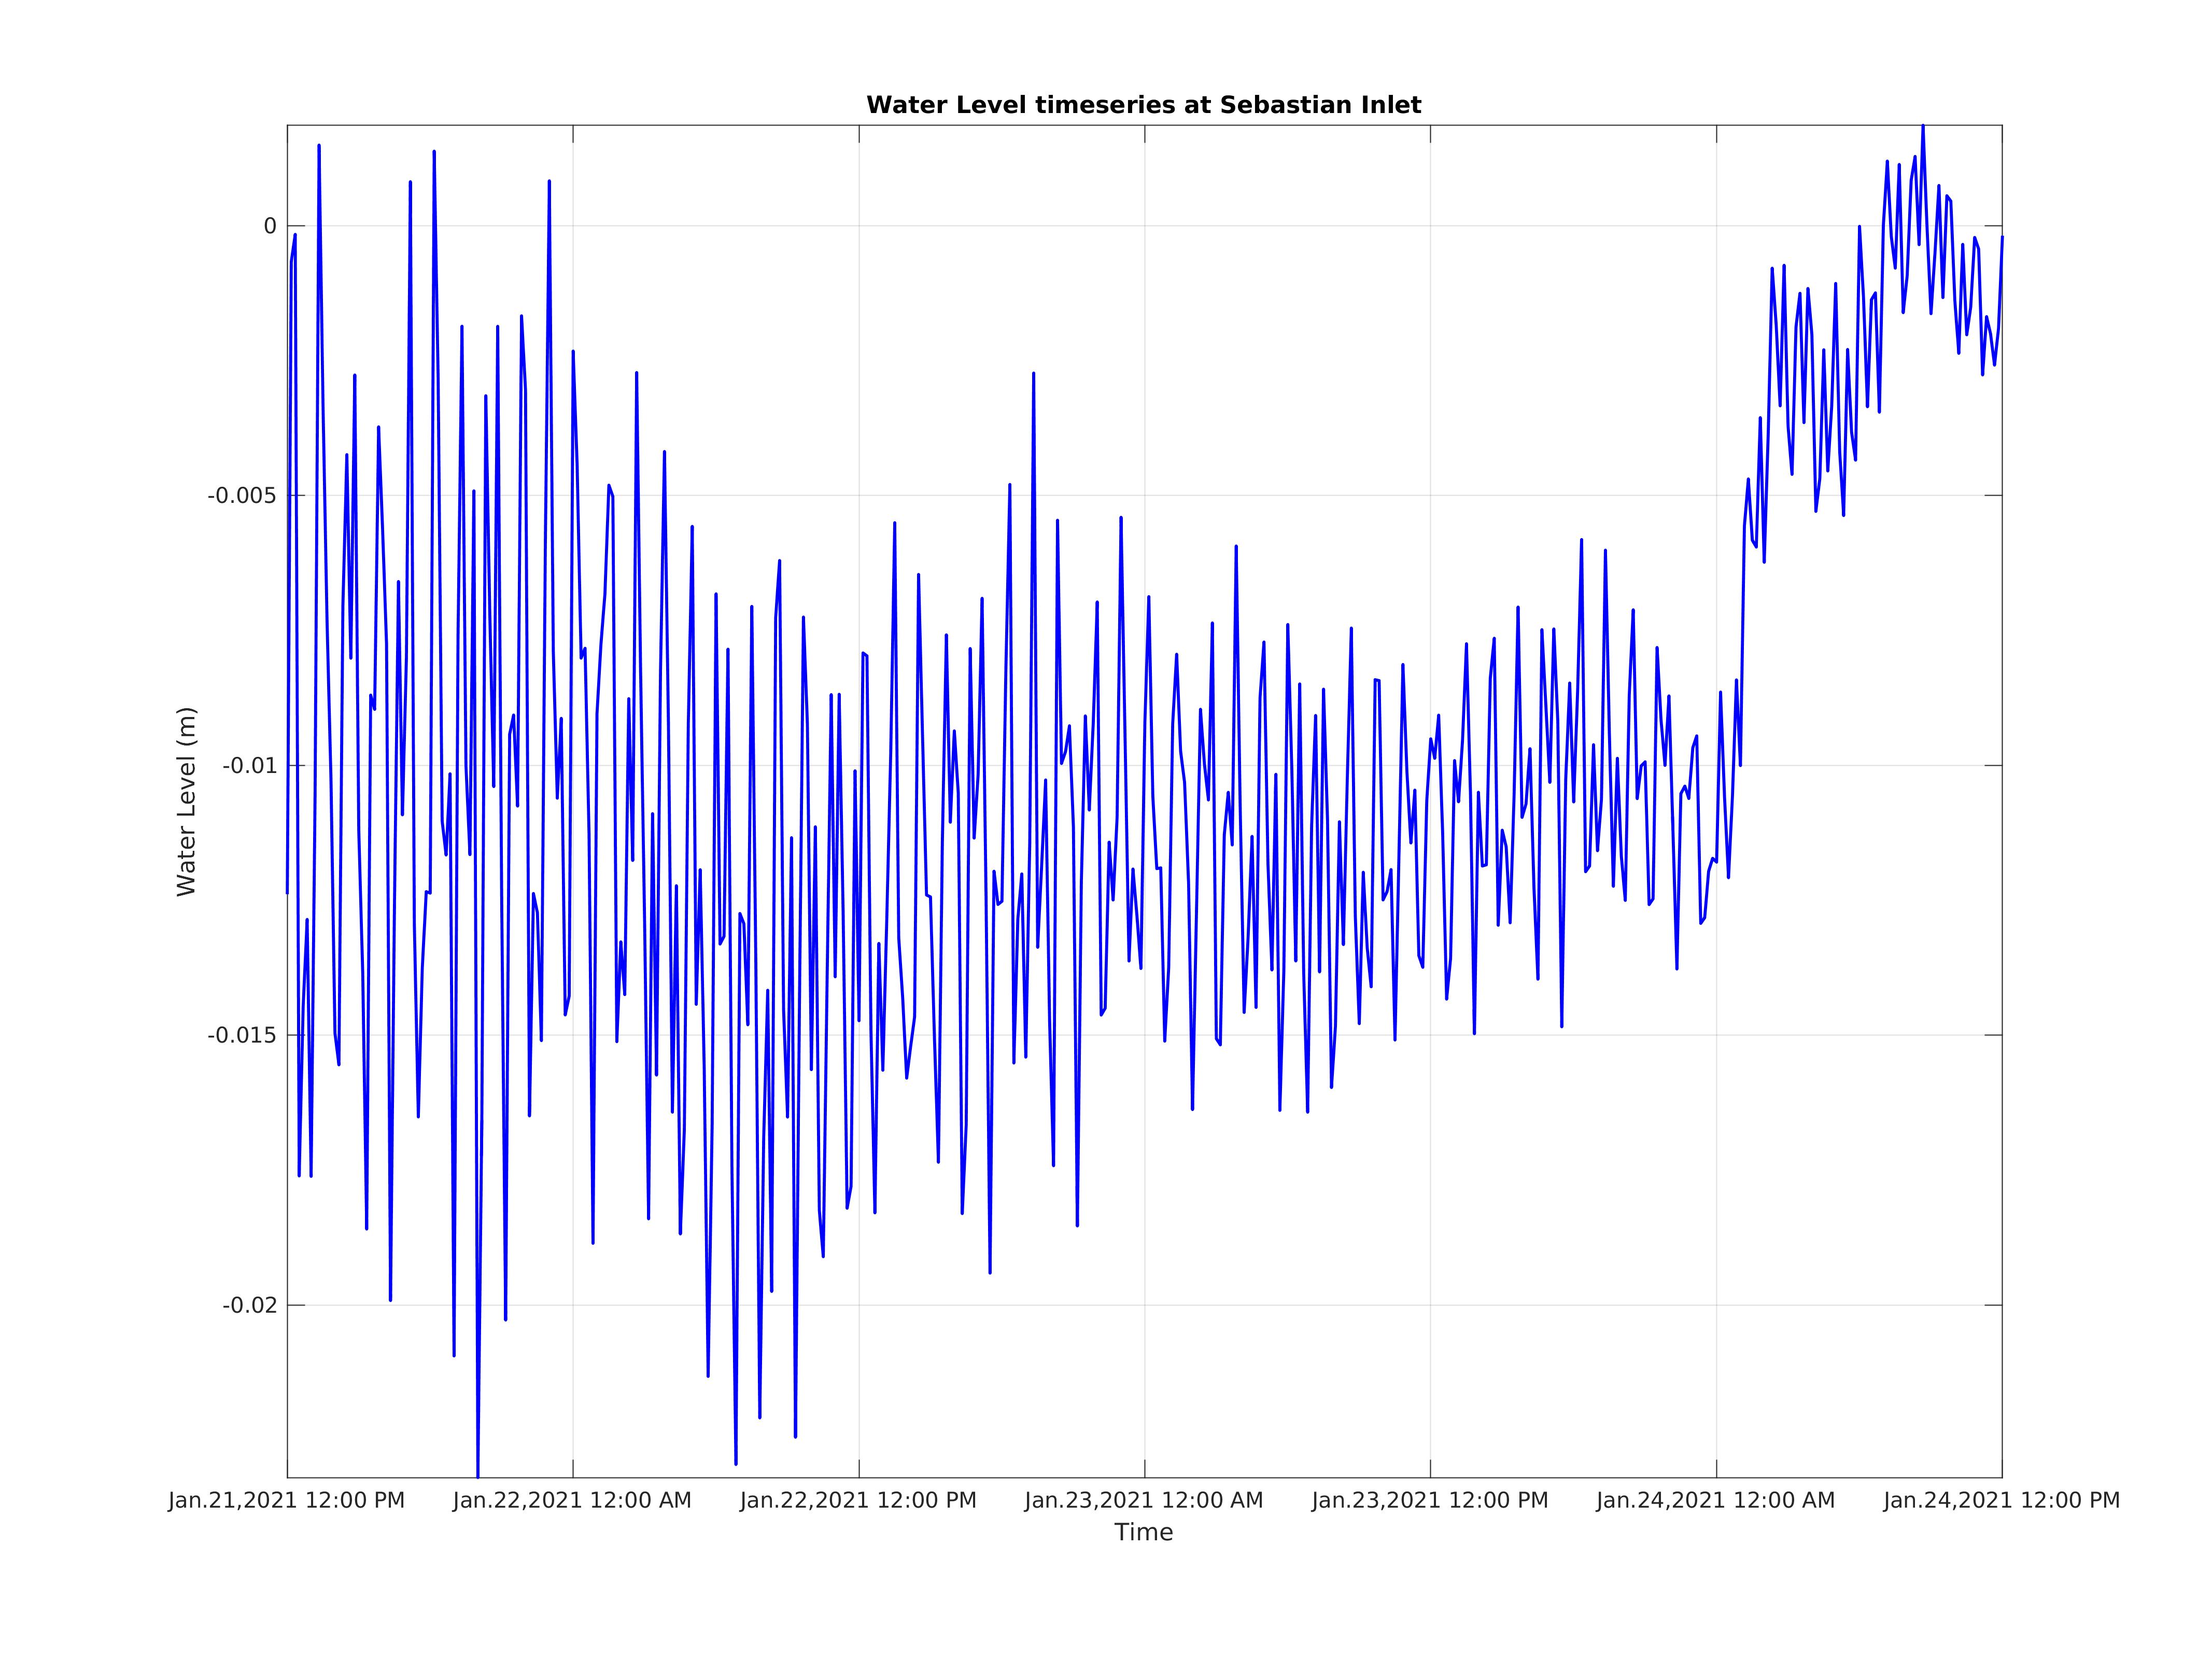 Water Level timeseries at Sebastian Inlet
0
-0.005
-0.01
-0.015
-0.02
Water Level (m)
Jan.21,2021 12:00 PM
Jan.22,2021 12:00 AM
Jan.22,2021 12:00 PM
Jan.23,2021 12:00 AM
Jan.23,2021 12:00 PM
Jan.24,2021 12:00 AM
Jan.24,2021 12:00 PM
Time